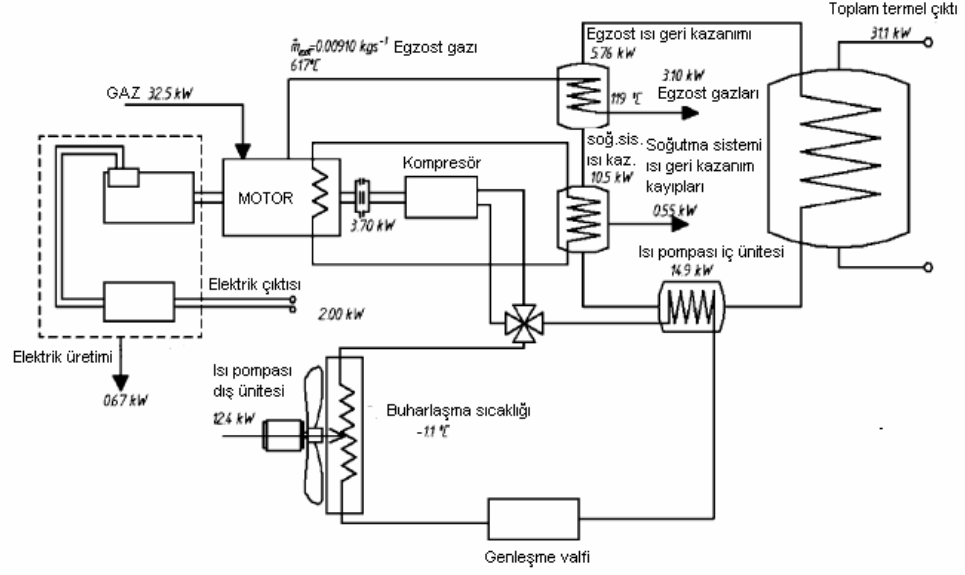 Toplam termel çıktı
31.1 kW
ṁexh=0.00910 kgs⁻¹ Egzost gazı
617°C
Egzost ısı geri kazanımı
5.76 kW
3.10 kW
119 °C
Egzost gazları
GAZ 32.5 kW
soğ.sis.
ısı kaz.
10.5 kW
Soğutma sistemi
ısı geri kazanım
kayıpları
0.55 kW
Kompresör
MOTOR
3.70 kW
Isı pompası iç ünitesi
14.9 kW
Elektrik çıktısı
2.00 kW
Elektrik üretimi
0.67 kW
Isı pompası
dış ünitesi
12.4 kW
Buharlaşma sıcaklığı
-1.1 °C
Genleşme valfi